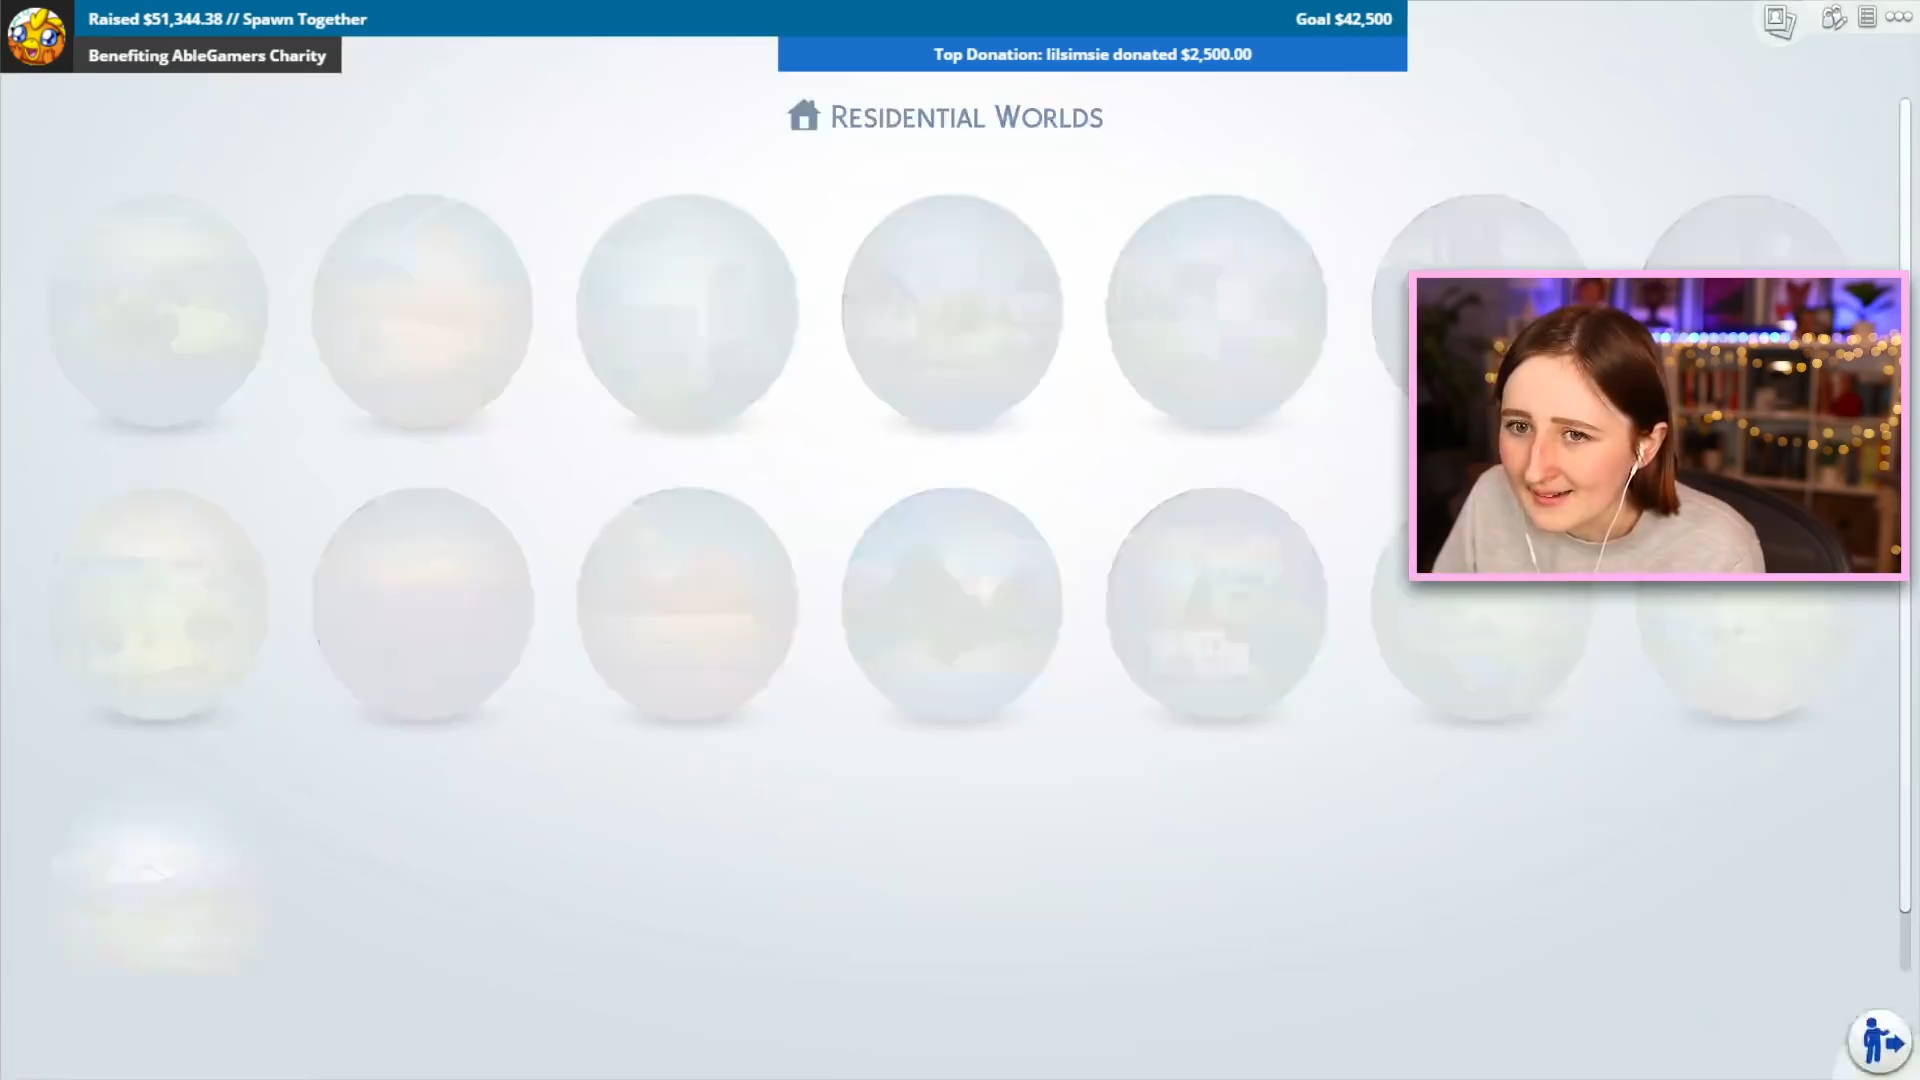 Raised $51,344.38 // Spawn Together
Goal $42,500
Benefiting AbleGamers Charity
Top Donation: lilsimsie donated $2,500.00
Residential Worlds